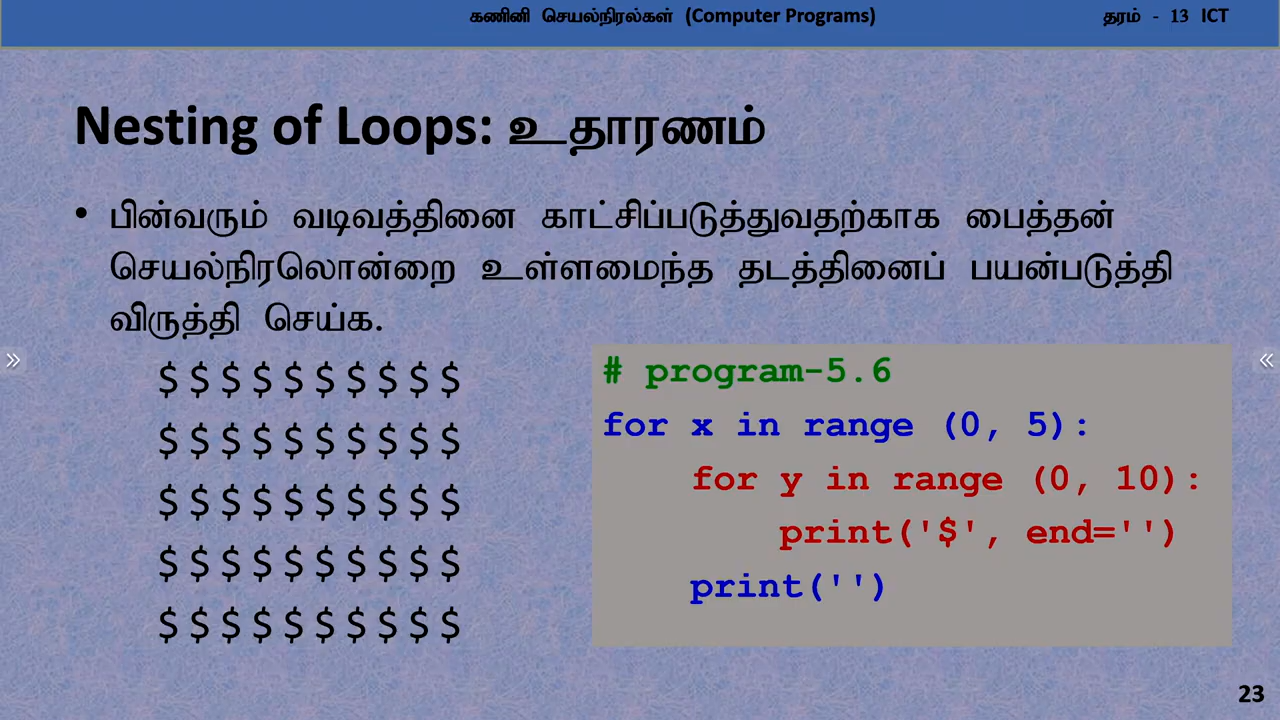 கணினி செயல்நிரல்கள் (Computer Programs) தரம் - 13 ICT
Nesting of Loops: உதாரணம்
• பின்வரும் வடிவத்தினை காட்சிப்படுத்துவதற்காக பைத்தன்
செயல்நிரலொன்றை உள்ளமைந்த தடத்தினைப் பயன்படுத்தி
விருத்தி செய்க.
$ $ $ $ $ $ $ $ $ $
$ $ $ $ $ $ $ $ $ $
$ $ $ $ $ $ $ $ $ $
$ $ $ $ $ $ $ $ $ $
$ $ $ $ $ $ $ $ $ $
# program-5.6
for x in range (0, 5):
    for y in range (0, 10):
        print('$', end='')
    print('')
23